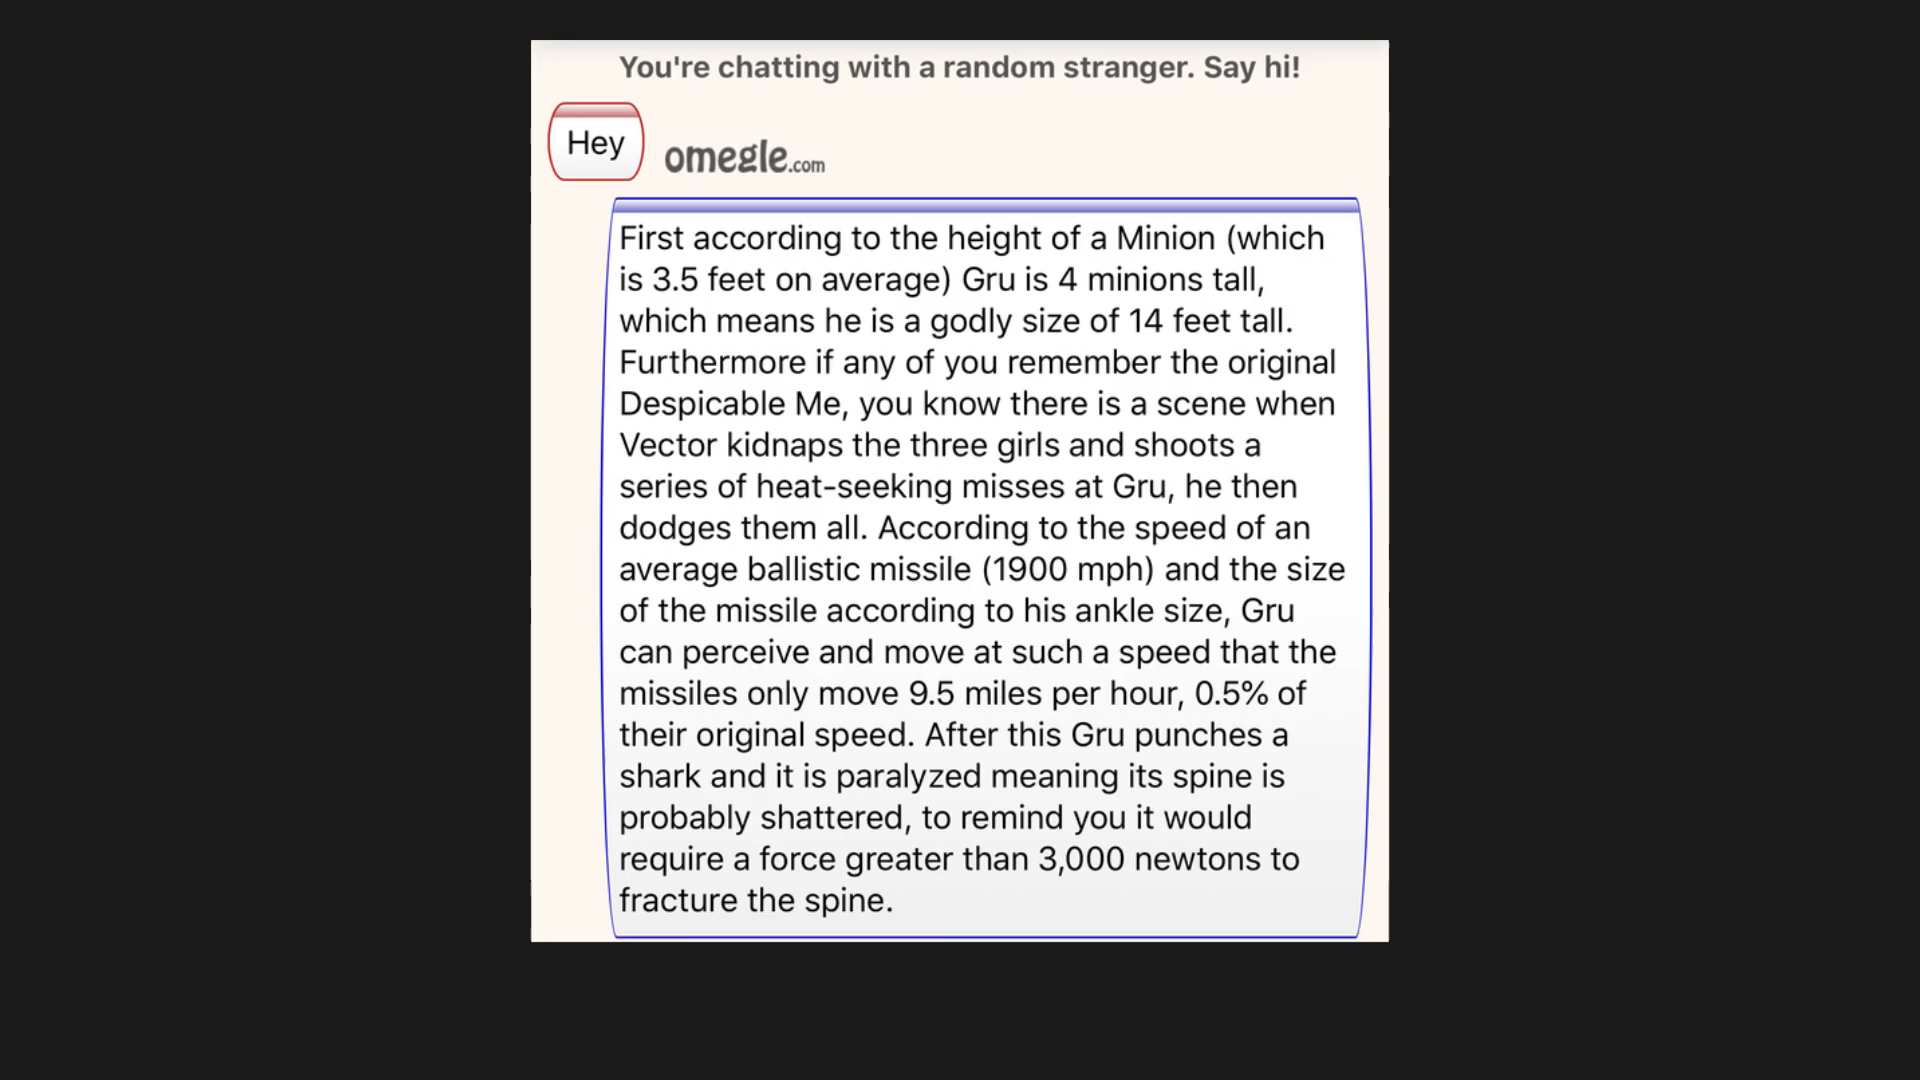 You're chatting with a random stranger. Say hi!
Hey
omegle.com
First according to the height of a Minion (which
is 3.5 feet on average) Gru is 4 minions tall,
which means he is a godly size of 14 feet tall.
Furthermore if any of you remember the original
Despicable Me, you know there is a scene when
Vector kidnaps the three girls and shoots a
series of heat-seeking misses at Gru, he then
dodges them all. According to the speed of an
average ballistic missile (1900 mph) and the size
of the missile according to his ankle size, Gru
can perceive and move at such a speed that the
missiles only move 9.5 miles per hour, 0.5% of
their original speed. After this Gru punches a
shark and it is paralyzed meaning its spine is
probably shattered, to remind you it would
require a force greater than 3,000 newtons to
fracture the spine.